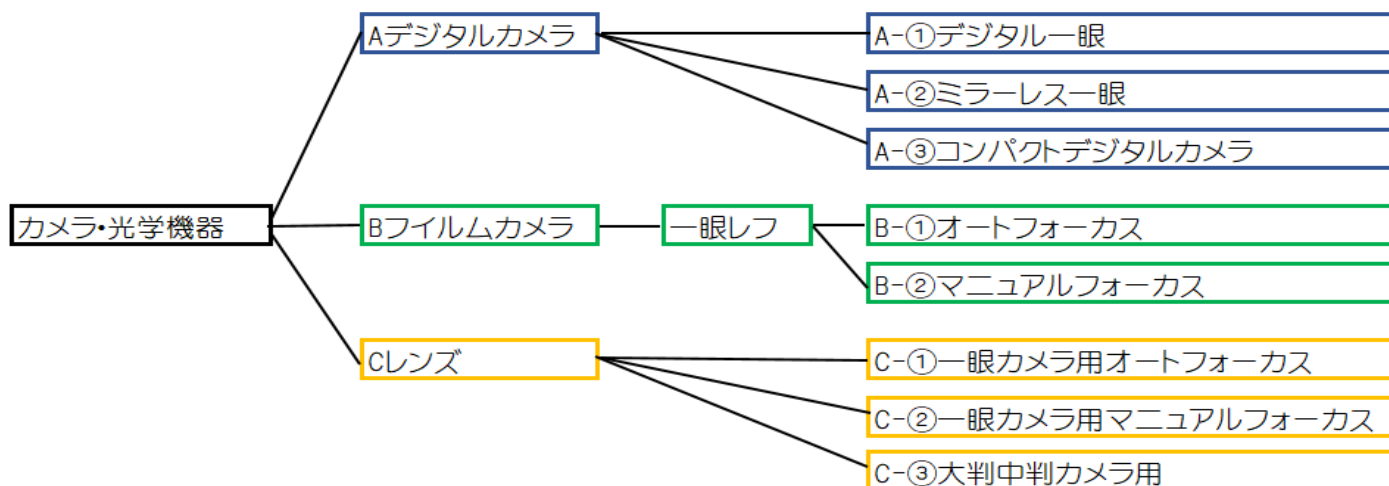 Aデジタルカメラ
A-①デジタル一眼
A-②ミラーレス一眼
A-③コンパクトデジタルカメラ
カメラ・光学機器
Bフイルムカメラ
一眼レフ
B-①オートフォーカス
B-②マニュアルフォーカス
Cレンズ
C-①一眼カメラ用オートフォーカス
C-②一眼カメラ用マニュアルフォーカス
C-③大判中判カメラ用